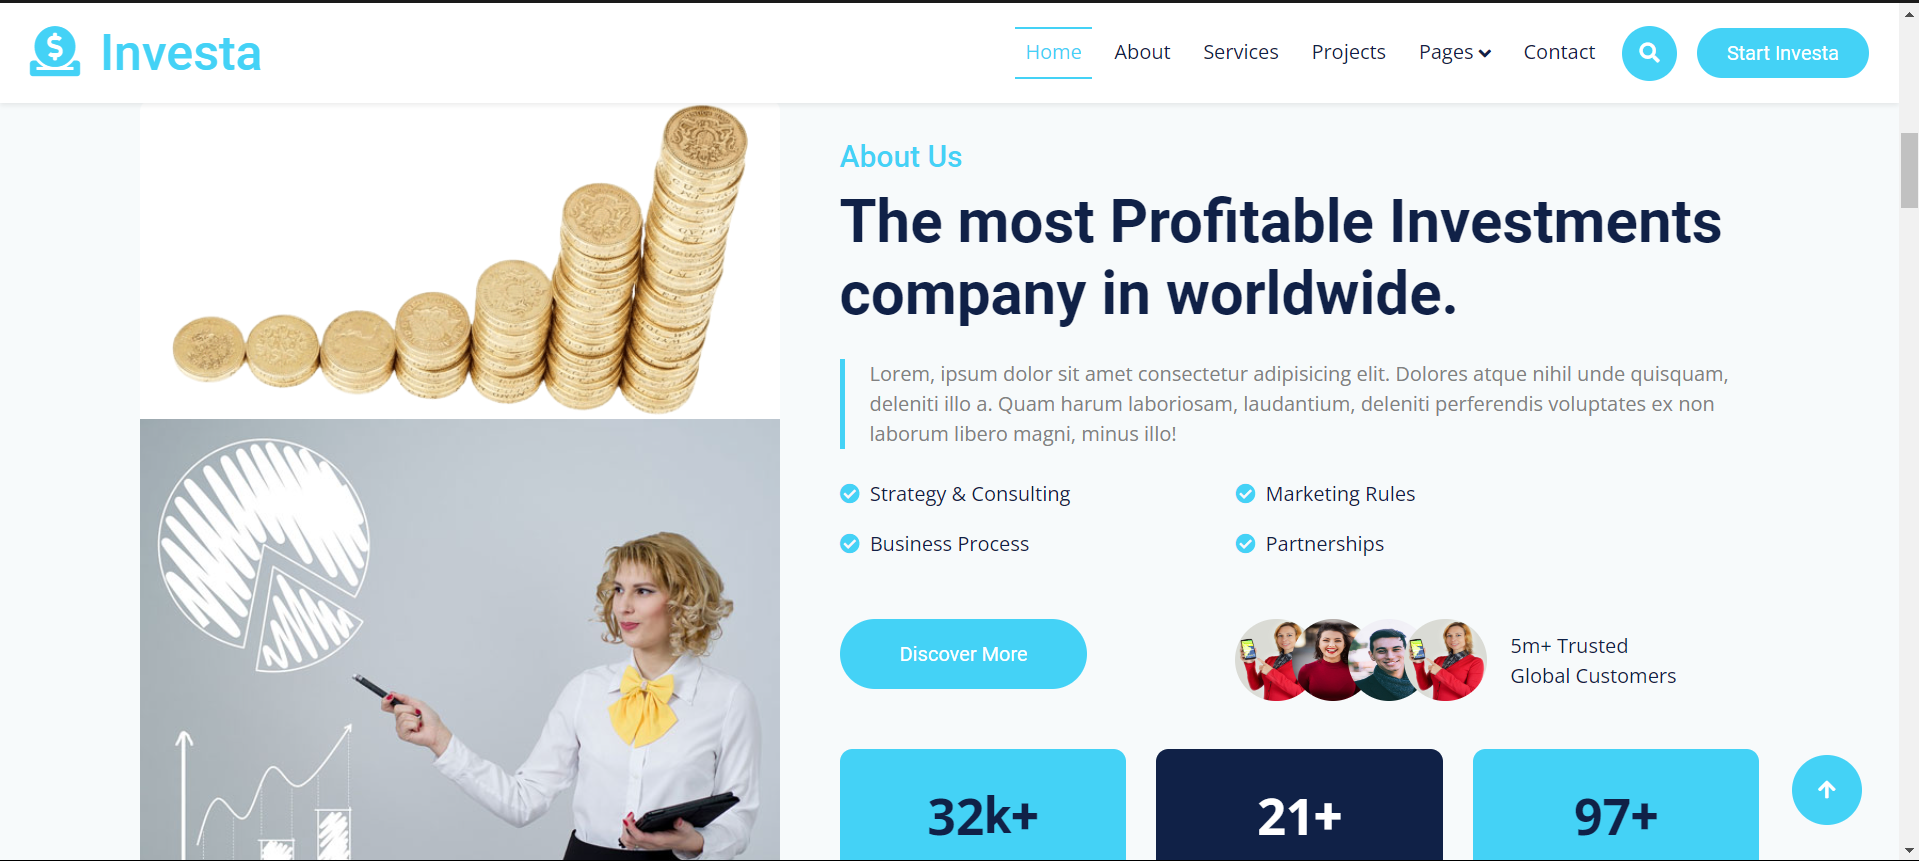 Investa
Home About Services Projects Pages Contact Start Investa
About Us
The most Profitable Investments
company in worldwide.
Lorem, ipsum dolor sit amet consectetur adipisicing elit. Dolores atque nihil unde quisquam,
deleniti illo a. Quam harum laboriosam, laudantium, deleniti perferendis voluptates ex non
laborum libero magni, minus illo!
Strategy & Consulting
Marketing Rules
Business Process
Partnerships
Discover More
5m+ Trusted
Global Customers
32k+
21+
97+